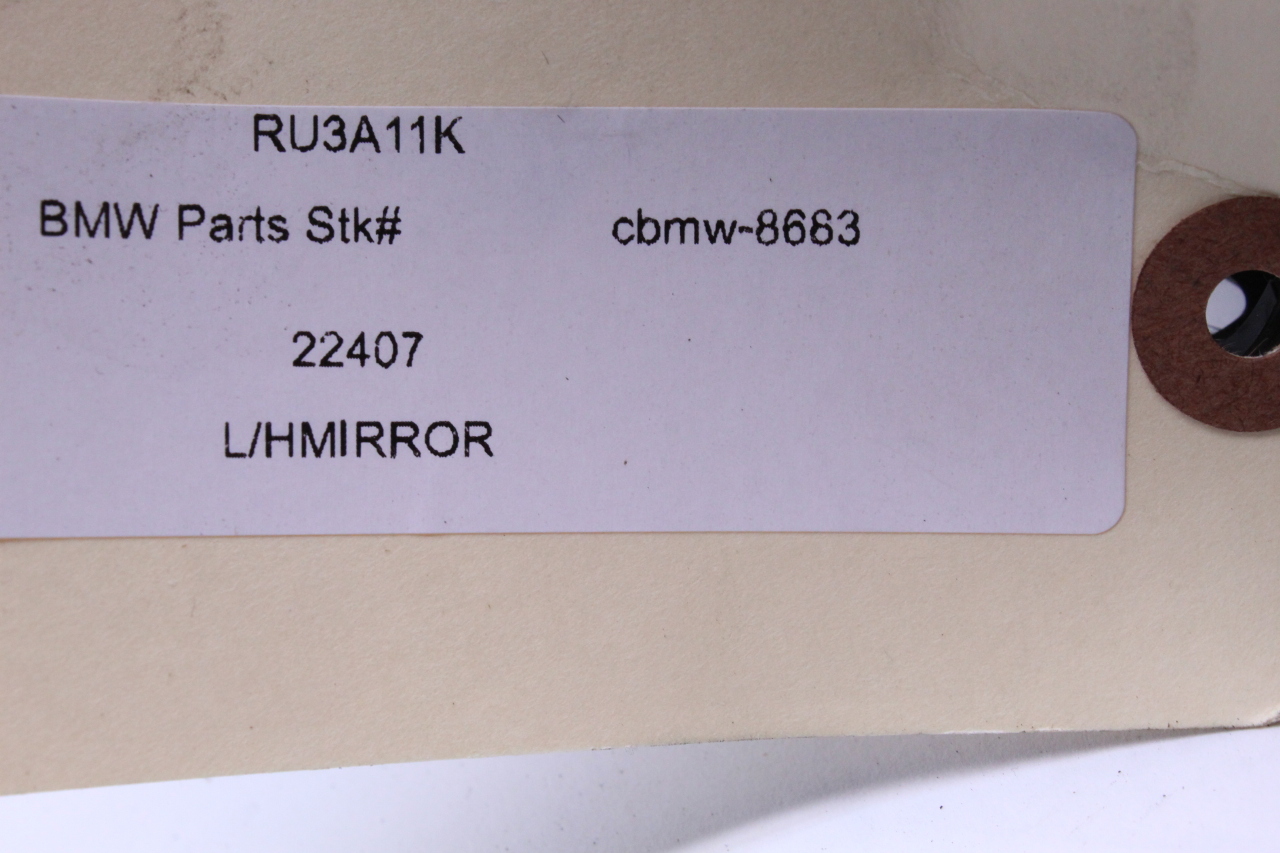 RU3A11K
BMW Parts Stk# cbmw-8683
22407
L/HMIRROR